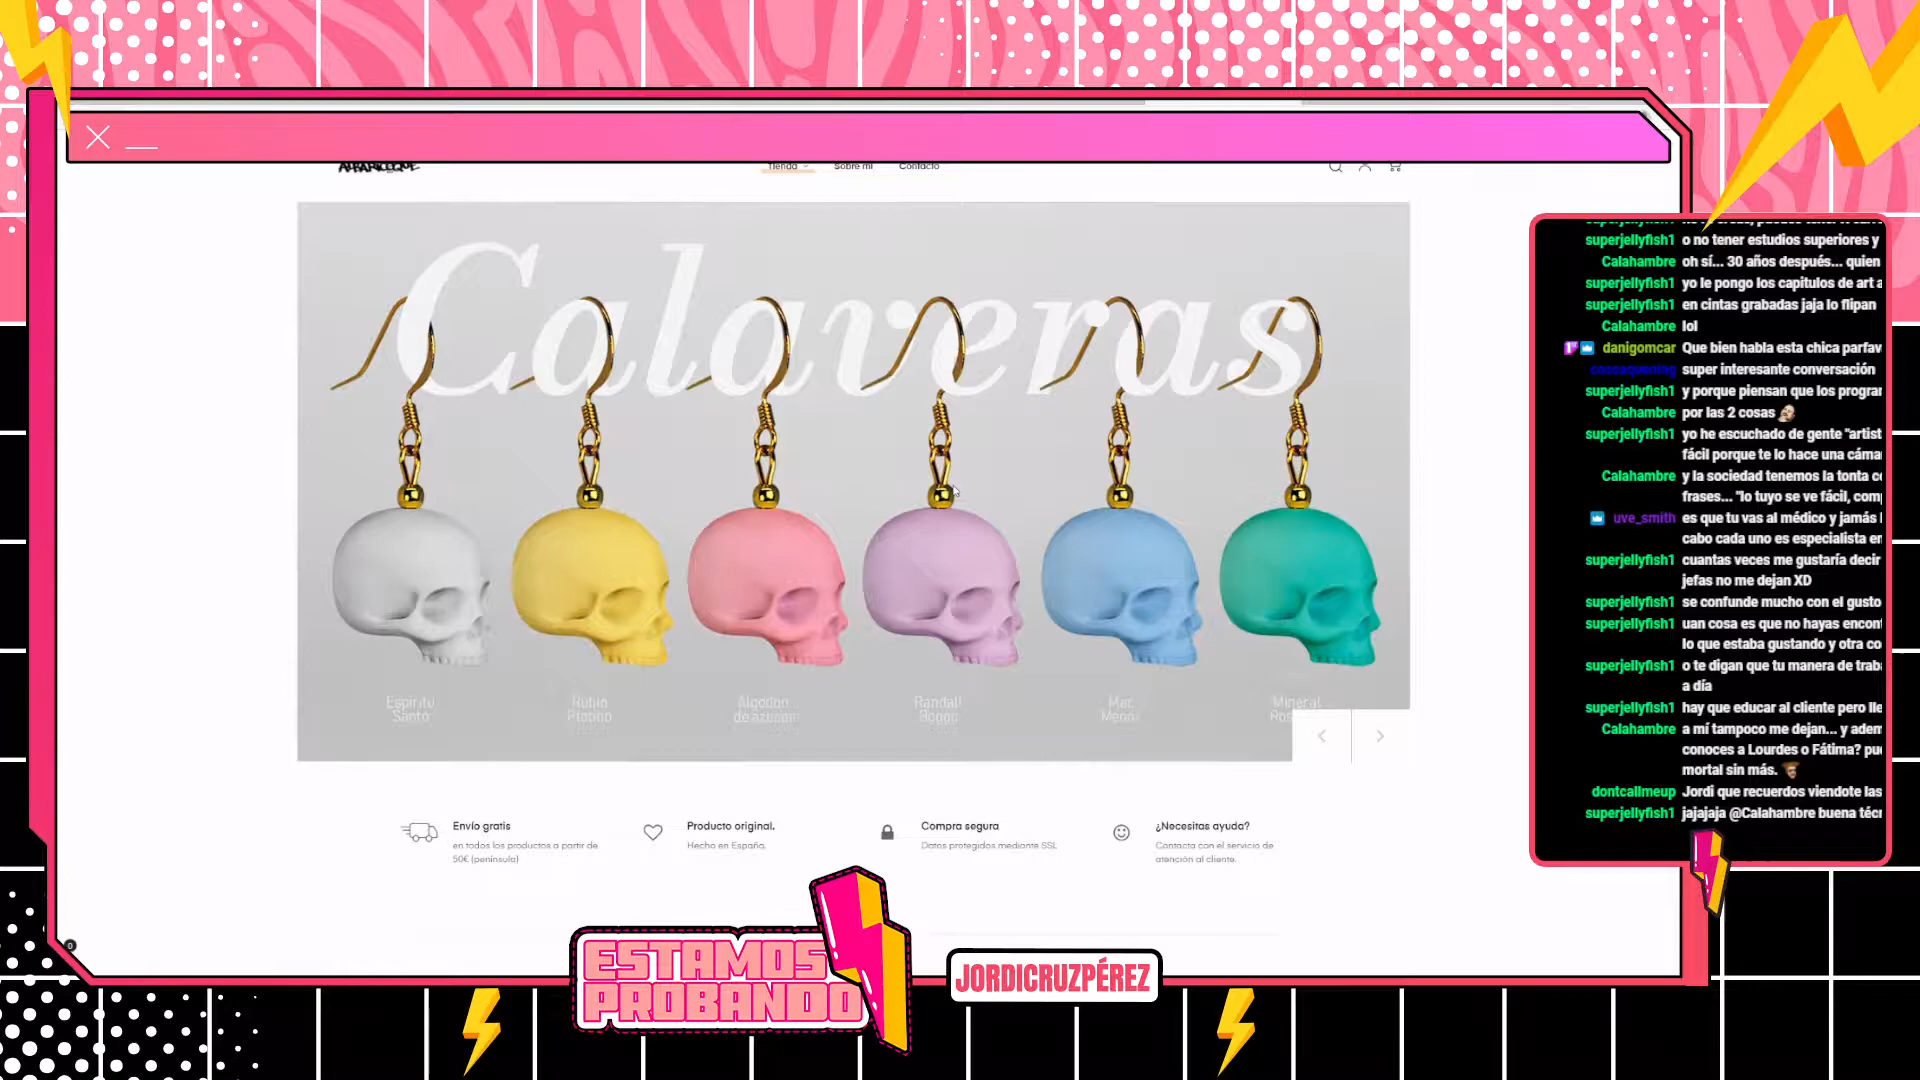 Tienda
Sobre mi
Contacto
Calaveras
Espíritu
Santo
Rubio
Platino
Algodón
de azúcar
Randall
Boggs
Mac
Menni
Mineral
Envío gratis
en todos los productos a partir de
50€ (península)
Producto original.
Hecho en España.
Compra segura
Datos protegidos mediante SSL
¿Necesitas ayuda?
Contacta con el servicio de
atención al cliente.
superjellyfish1 o no tener estudios superiores y
Calahambre oh sí... 30 años después... quien
superjellyfish1 yo le pongo los capitulos de art a
superjellyfish1 en cintas grabadas jaja lo flipan
Calahambre lol
danigomcar Que bien habla esta chica parfav
super interesante conversación
superjellyfish1 y porque piensan que los progra
Calahambre por las 2 cosas
superjellyfish1 yo he escuchado de gente "artist
fácil porque te lo hace una cáma
Calahambre y la sociedad tenemos la tonta c
frases... "lo tuyo se ve fácil, com
uve_smith es que tu vas al médico y jamás
cabo cada uno es especialista e
superjellyfish1 cuantas veces me gustaría decir
jefas no me dejan XD
superjellyfish1 se confunde mucho con el gusto
superjellyfish1 uan cosa es que no hayas encon
lo que estaba gustando y otra co
superjellyfish1 o te digan que tu manera de trab
a día
superjellyfish1 hay que educar al cliente pero lle
Calahambre a mí tampoco me dejan... y adem
conoces a Lourdes o Fátima? pu
mortal sin más.
dontcallmeup Jordi que recuerdos viendote las
superjellyfish1 jajajaja @Calahambre buena téc
ESTAMOS
PROBANDO
JORDICRUZPÉREZ